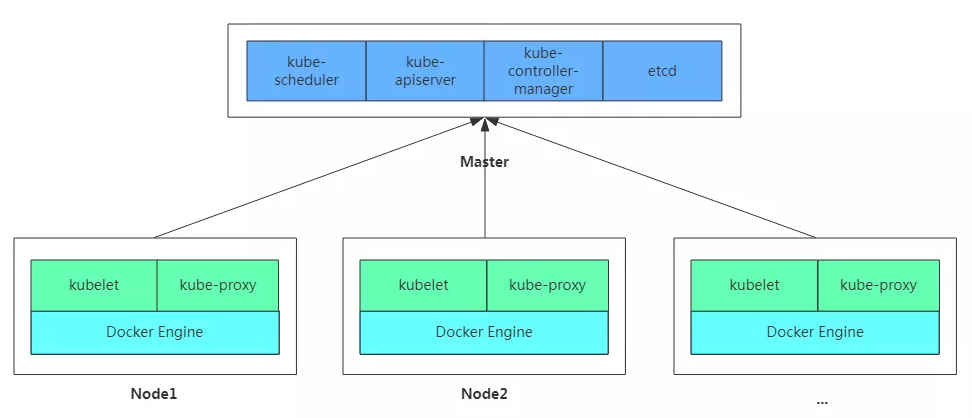 kube-
scheduler
kube-
apiserver
kube-
controller-
manager
etcd
Master
kubelet
kube-proxy
Docker Engine
Node1
kubelet
kube-proxy
Docker Engine
Node2
kubelet
kube-proxy
Docker Engine
...